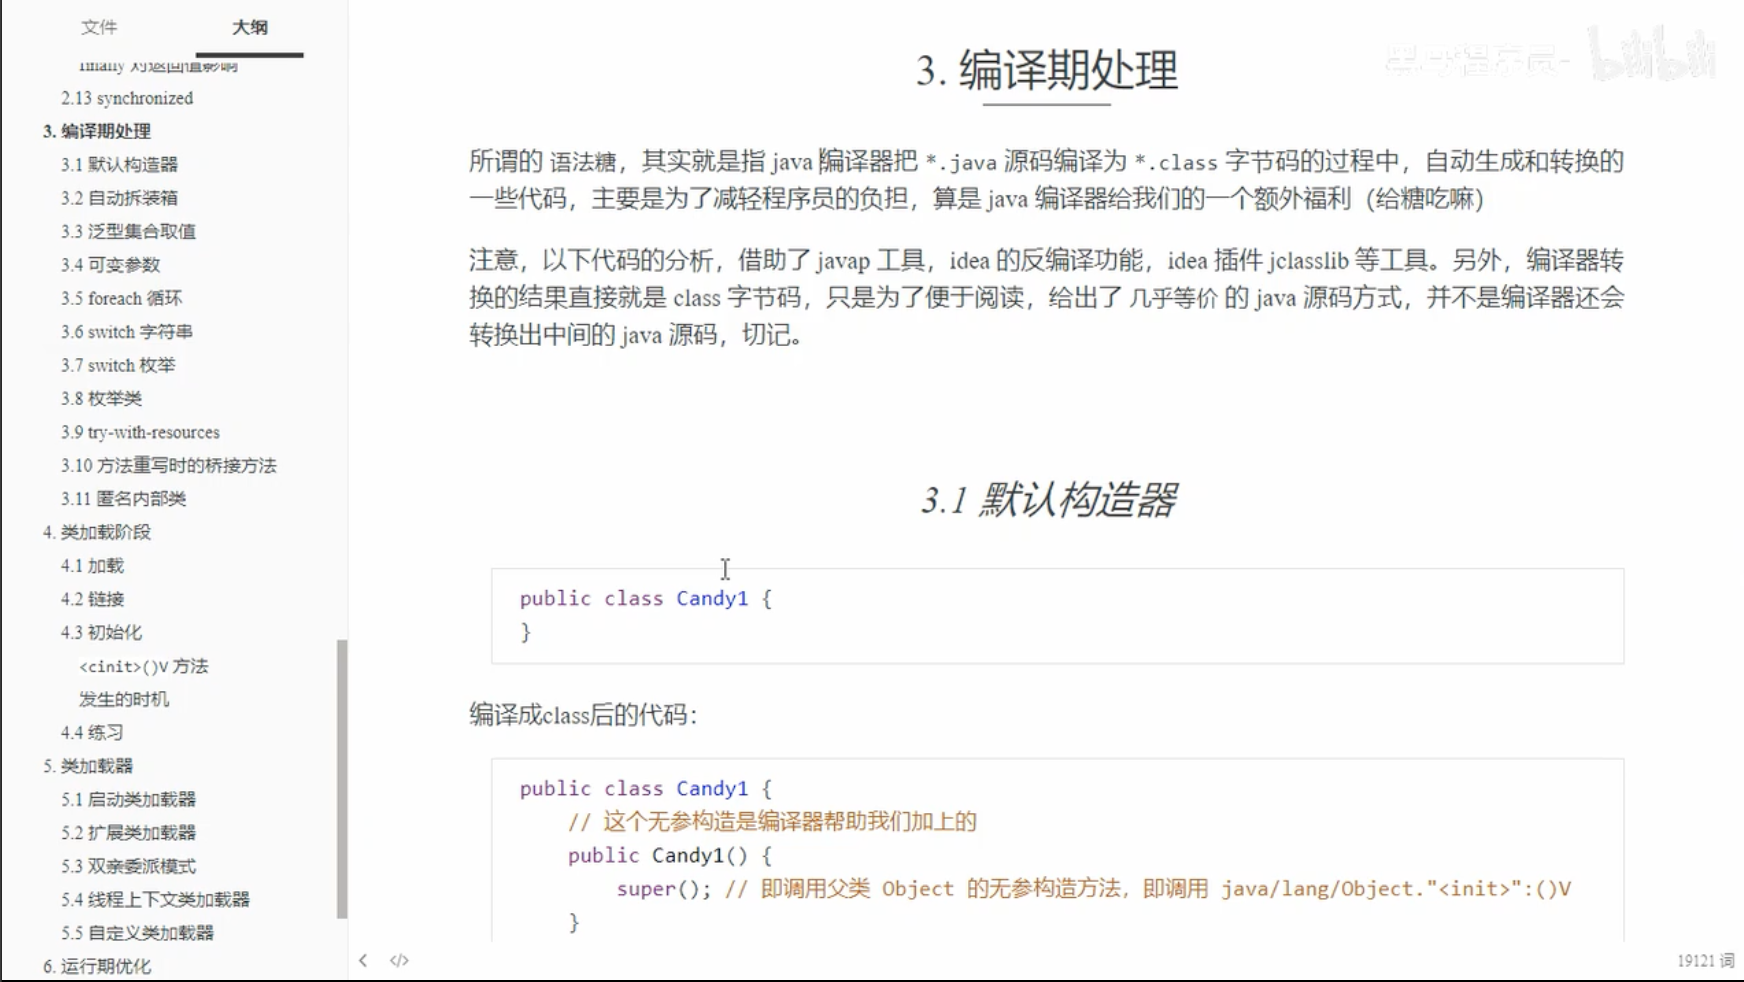 文件 大纲
finally 对返回值影响
2.13 synchronized
3. 编译期处理
3.1 默认构造器
3.2 自动拆装箱
3.3 泛型集合取值
3.4 可变参数
3.5 foreach 循环
3.6 switch 字符串
3.7 switch 枚举
3.8 枚举类
3.9 try-with-resources
3.10 方法重写时的桥接方法
3.11 匿名内部类
4. 类加载阶段
4.1 加载
4.2 链接
4.3 初始化
<cinit>()V 方法
发生的时机
4.4 练习
5. 类加载器
5.1 启动类加载器
5.2 扩展类加载器
5.3 双亲委派模式
5.4 线程上下文类加载器
5.5 自定义类加载器
6. 运行期优化
黑马程序员- bilibili
3. 编译期处理
所谓的 语法糖，其实就是指 java 编译器把 *.java 源码编译为 *.class 字节码的过程中，自动生成和转换的
一些代码，主要是为了减轻程序员的负担，算是 java 编译器给我们的一个额外福利（给糖吃嘛）
注意，以下代码的分析，借助了 javap 工具，idea 的反编译功能，idea 插件 jclasslib 等工具。另外，编译器转
换的结果直接就是 class 字节码，只是为了便于阅读，给出了 几乎等价 的 java 源码方式，并不是编译器还会
转换出中间的 java 源码，切记。
3.1 默认构造器
public class Candy1 {
}
编译成class后的代码：
public class Candy1 {
// 这个无参构造是编译器帮助我们加上的
public Candy1() {
super(); // 即调用父类 Object 的无参构造方法，即调用 java/lang/Object."<init>":()V
}
</> 19121 词